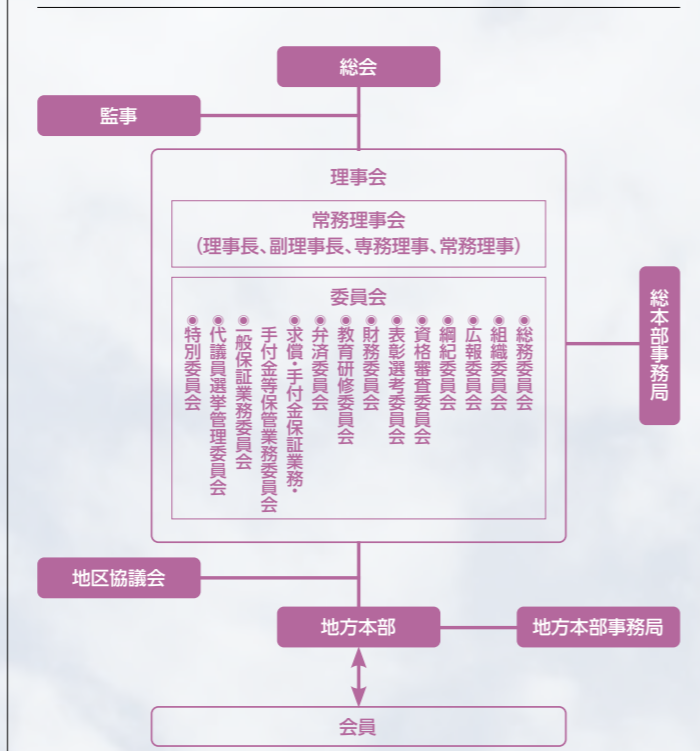 総会
監事
理事会
常務理事会
(理事長、副理事長、専務理事、常務理事)
委員会
◉総務委員会
◉組織委員会
◉広報委員会
◉綱紀委員会
◉資格審査委員会
◉表彰選考委員会
◉財務委員会
◉教育研修委員会
◉弁済委員会
◉求償・手付金保証業務・
手付金等保管業務委員会
◉一般保証業務委員会
◉代議員選挙管理委員会
◉特別委員会
総本部事務局
地区協議会
地方本部
地方本部事務局
会員